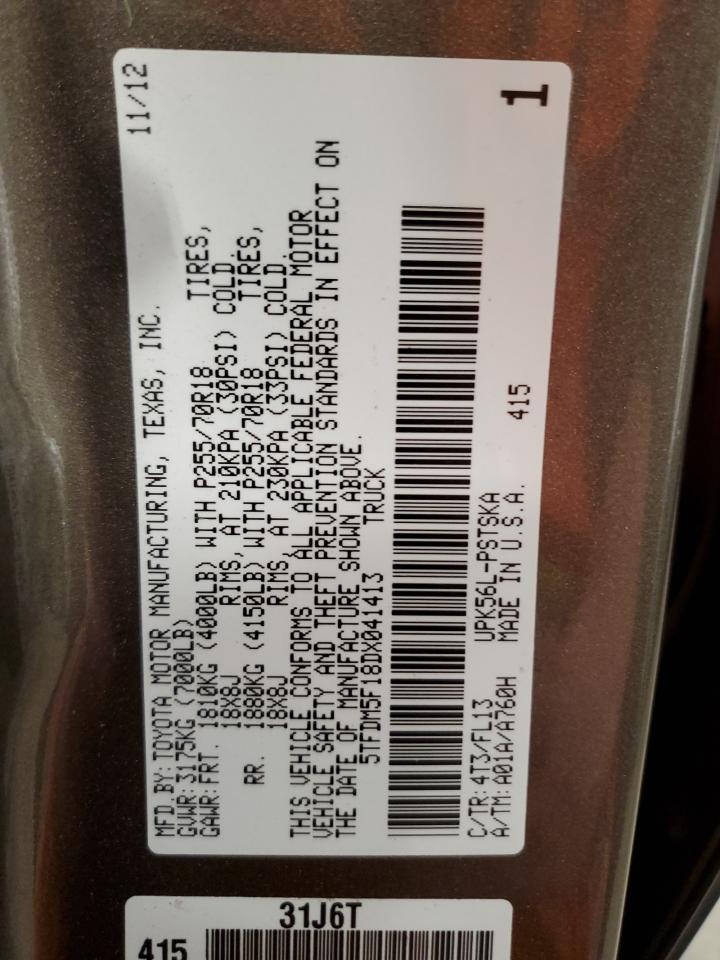 MFD.BY:TOYOTA MOTOR MANUFACTURING, TEXAS, INC. 11/12
GVWR:3175KG (7000LB)
GAWR:FRT. 1810KG (4000LB) WITH P255/70R18 TIRES,
18X8J RIMS, AT 210KPA (30PSI) COLD.
RR. 1880KG (4150LB) WITH P255/70R18 TIRES,
18X8J RIMS, AT 230KPA (33PSI) COLD.
THIS VEHICLE CONFORMS TO ALL APPLICABLE FEDERAL MOTOR
VEHICLE SAFETY AND THEFT PREVENTION STANDARDS IN EFFECT ON
THE DATE OF MANUFACTURE SHOWN ABOVE.
5TFDM5F18DX041413 TRUCK
C/TR:4T3/FL13 UPK56L-PSTSKA
A/TM:A01A/A760H MADE IN U.S.A. 415
1
31J6T
415